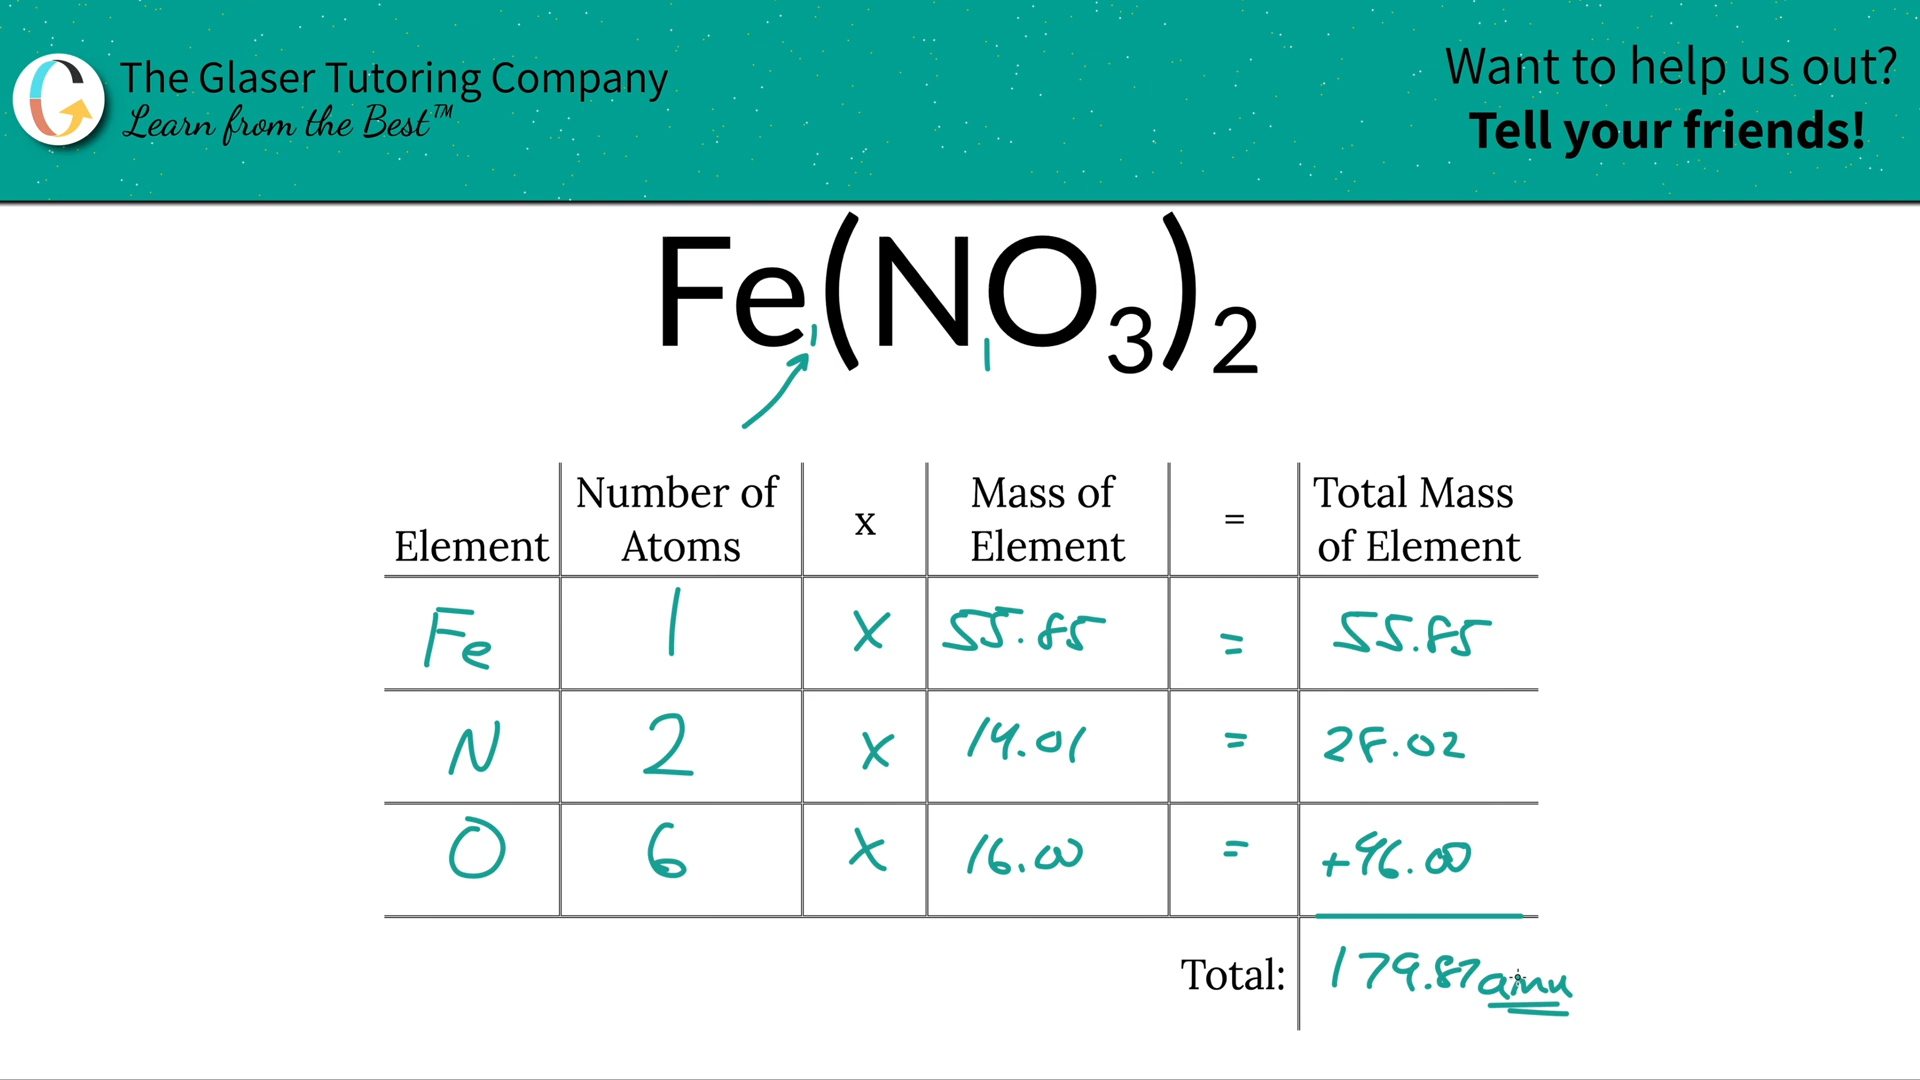 The Glaser Tutoring Company
Learn from the Best™
Want to help us out?
Tell your friends!
Fe(NO₃)₂
1 1
Element Number of Atoms x Mass of Element = Total Mass of Element
Fe 1 x 55.85 = 55.85
N 2 x 14.01 = 28.02
O 6 x 16.00 = +96.00
Total: 179.87 amu